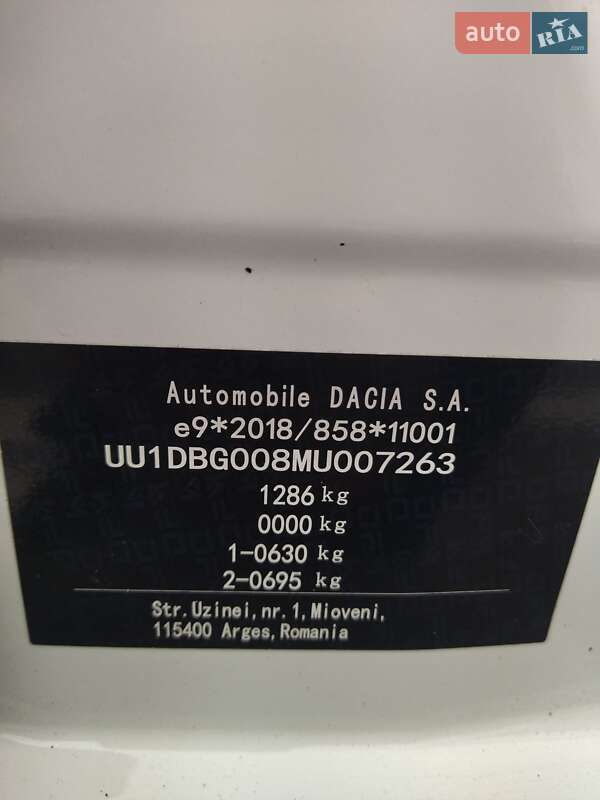 auto RIA .com
Automobile DACIA S.A.
e9*2018/858*11001
UU1DBG008MU007263
1286 kg
0000 kg
1-0630 kg
2-0695 kg
Str. Uzinei, nr. 1, Mioveni,
115400 Arges, Romania